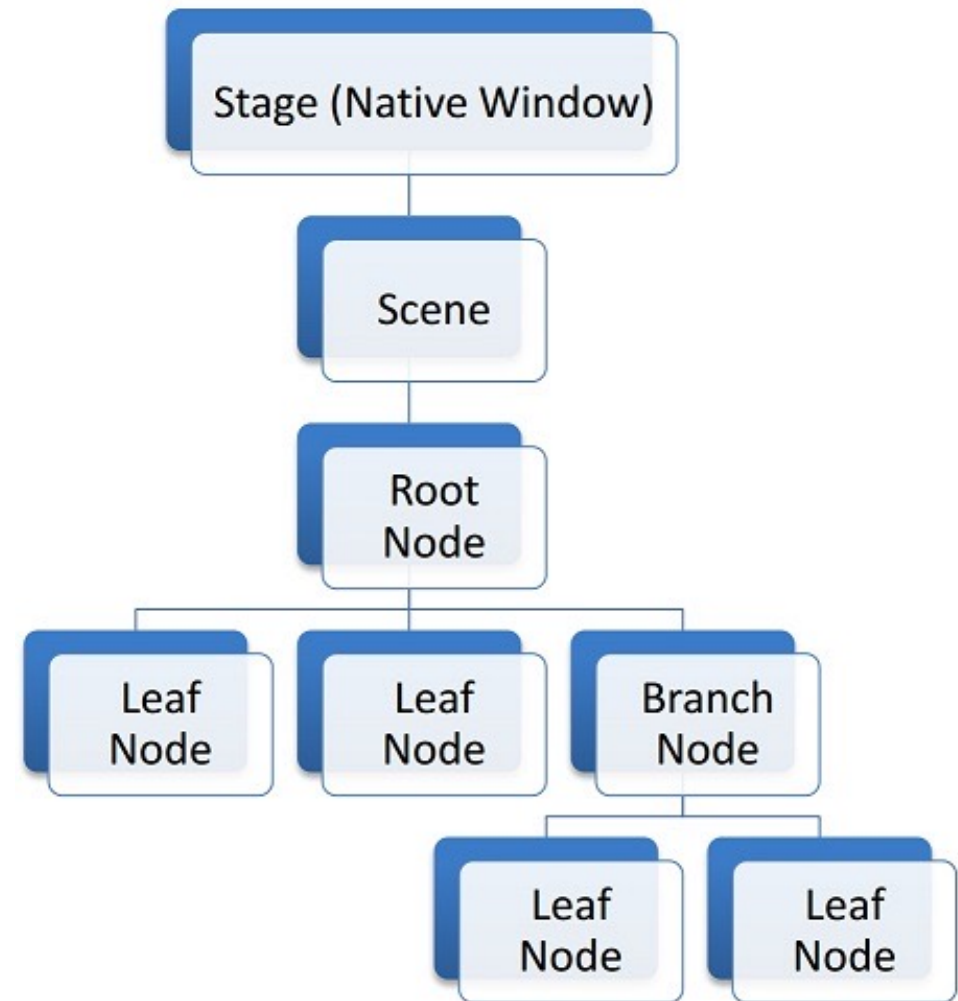 Stage (Native Window)
Scene
Root
Node
Leaf
Node
Leaf
Node
Branch
Node
Leaf
Node
Leaf
Node